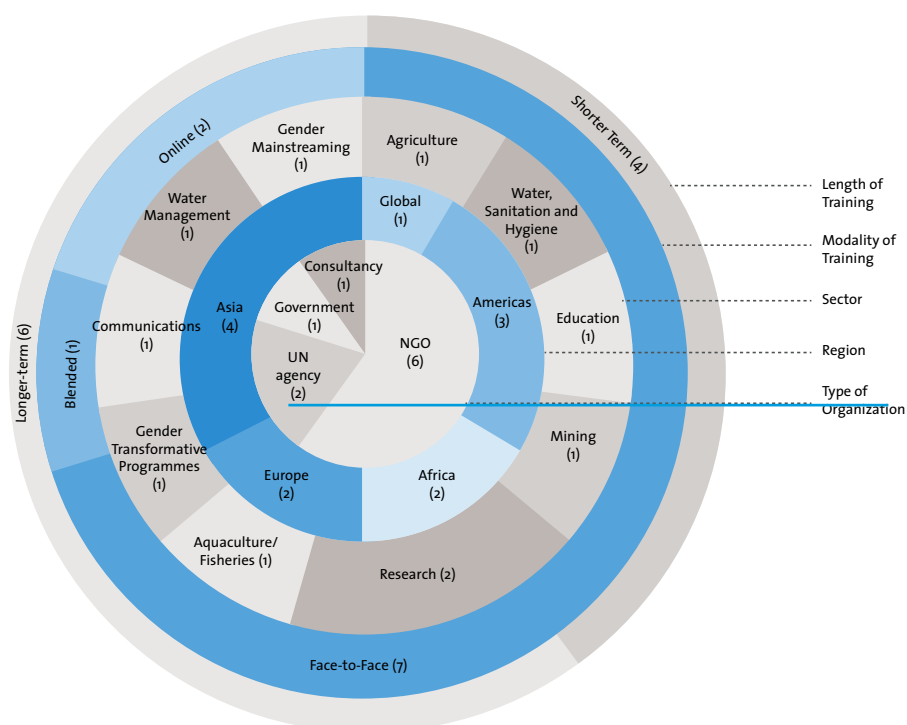 Shorter Term (4)
Online (2)
Gender
Mainstreaming
(1)
Agriculture
(1)
Water
Management
(1)
Global
(1)
Water,
Sanitation and
Hygiene
(1)
Length of
Training
Modality of
Training
Consultancy
(1)
Asia
(4)
Government
(1)
Americas
(3)
Sector
Communications
(1)
Education
(1)
Longer-term (6)
Blended (1)
NGO
(6)
UN
agency
(2)
Region
Type of
Organization
Gender
Transformative
Programmes
(1)
Mining
(1)
Europe
(2)
Africa
(2)
Aquaculture/
Fisheries (1)
Research (2)
Face-to-Face (7)